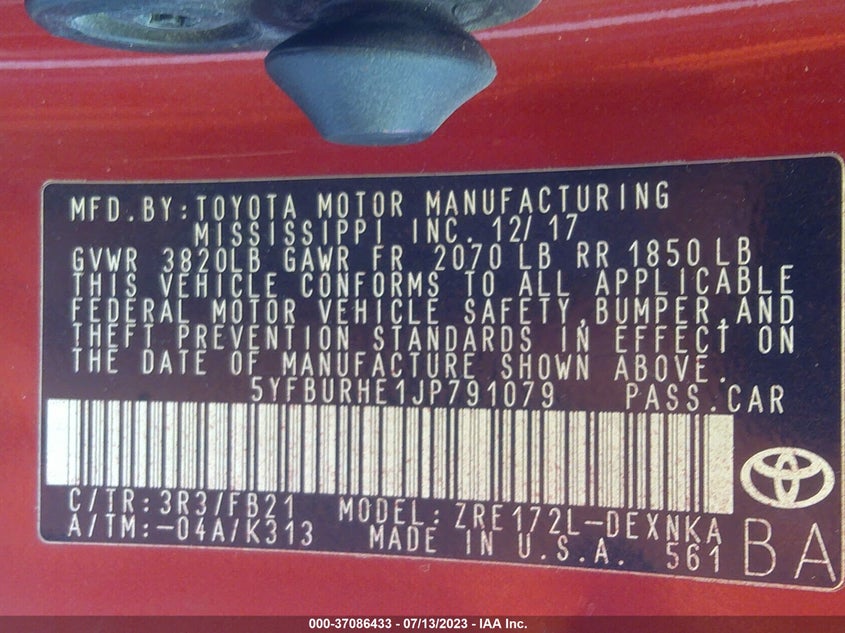 MFD.BY:TOYOTA MOTOR MANUFACTURING
MISSISSIPPI INC. 12/17
GVWR 3820LB GAWR FR 2070 LB RR 1850 LB
THIS VEHICLE CONFORMS TO ALL APPLICABLE
FEDERAL MOTOR VEHICLE SAFETY,BUMPER,AND
THEFT PREVENTION STANDARDS IN EFFECT ON
THE DATE OF MANUFACTURE SHOWN ABOVE.
5YFBURHE1JP791079 PASS.CAR
C/TR:3R3/FB21 MODEL:ZRE172L-DEXNKA
A/TM:-04A/K313 MADE IN U.S.A. 561
BA
000-37086433 - 07/13/2023 - IAA Inc.